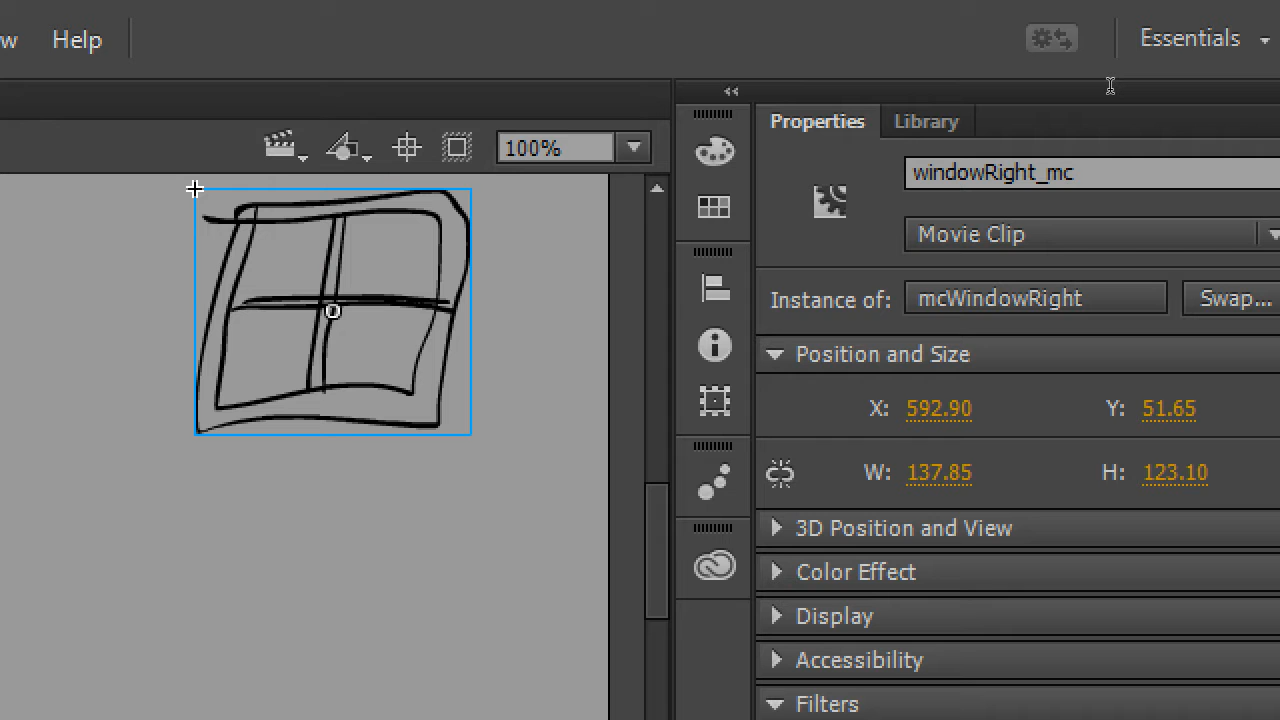 w Help Essentials
Properties Library
100%
windowRight_mc
Movie Clip
Instance of: mcWindowRight Swap...
Position and Size
X: 592.90 Y: 51.65
W: 137.85 H: 123.10
3D Position and View
Color Effect
Display
Accessibility
Filters